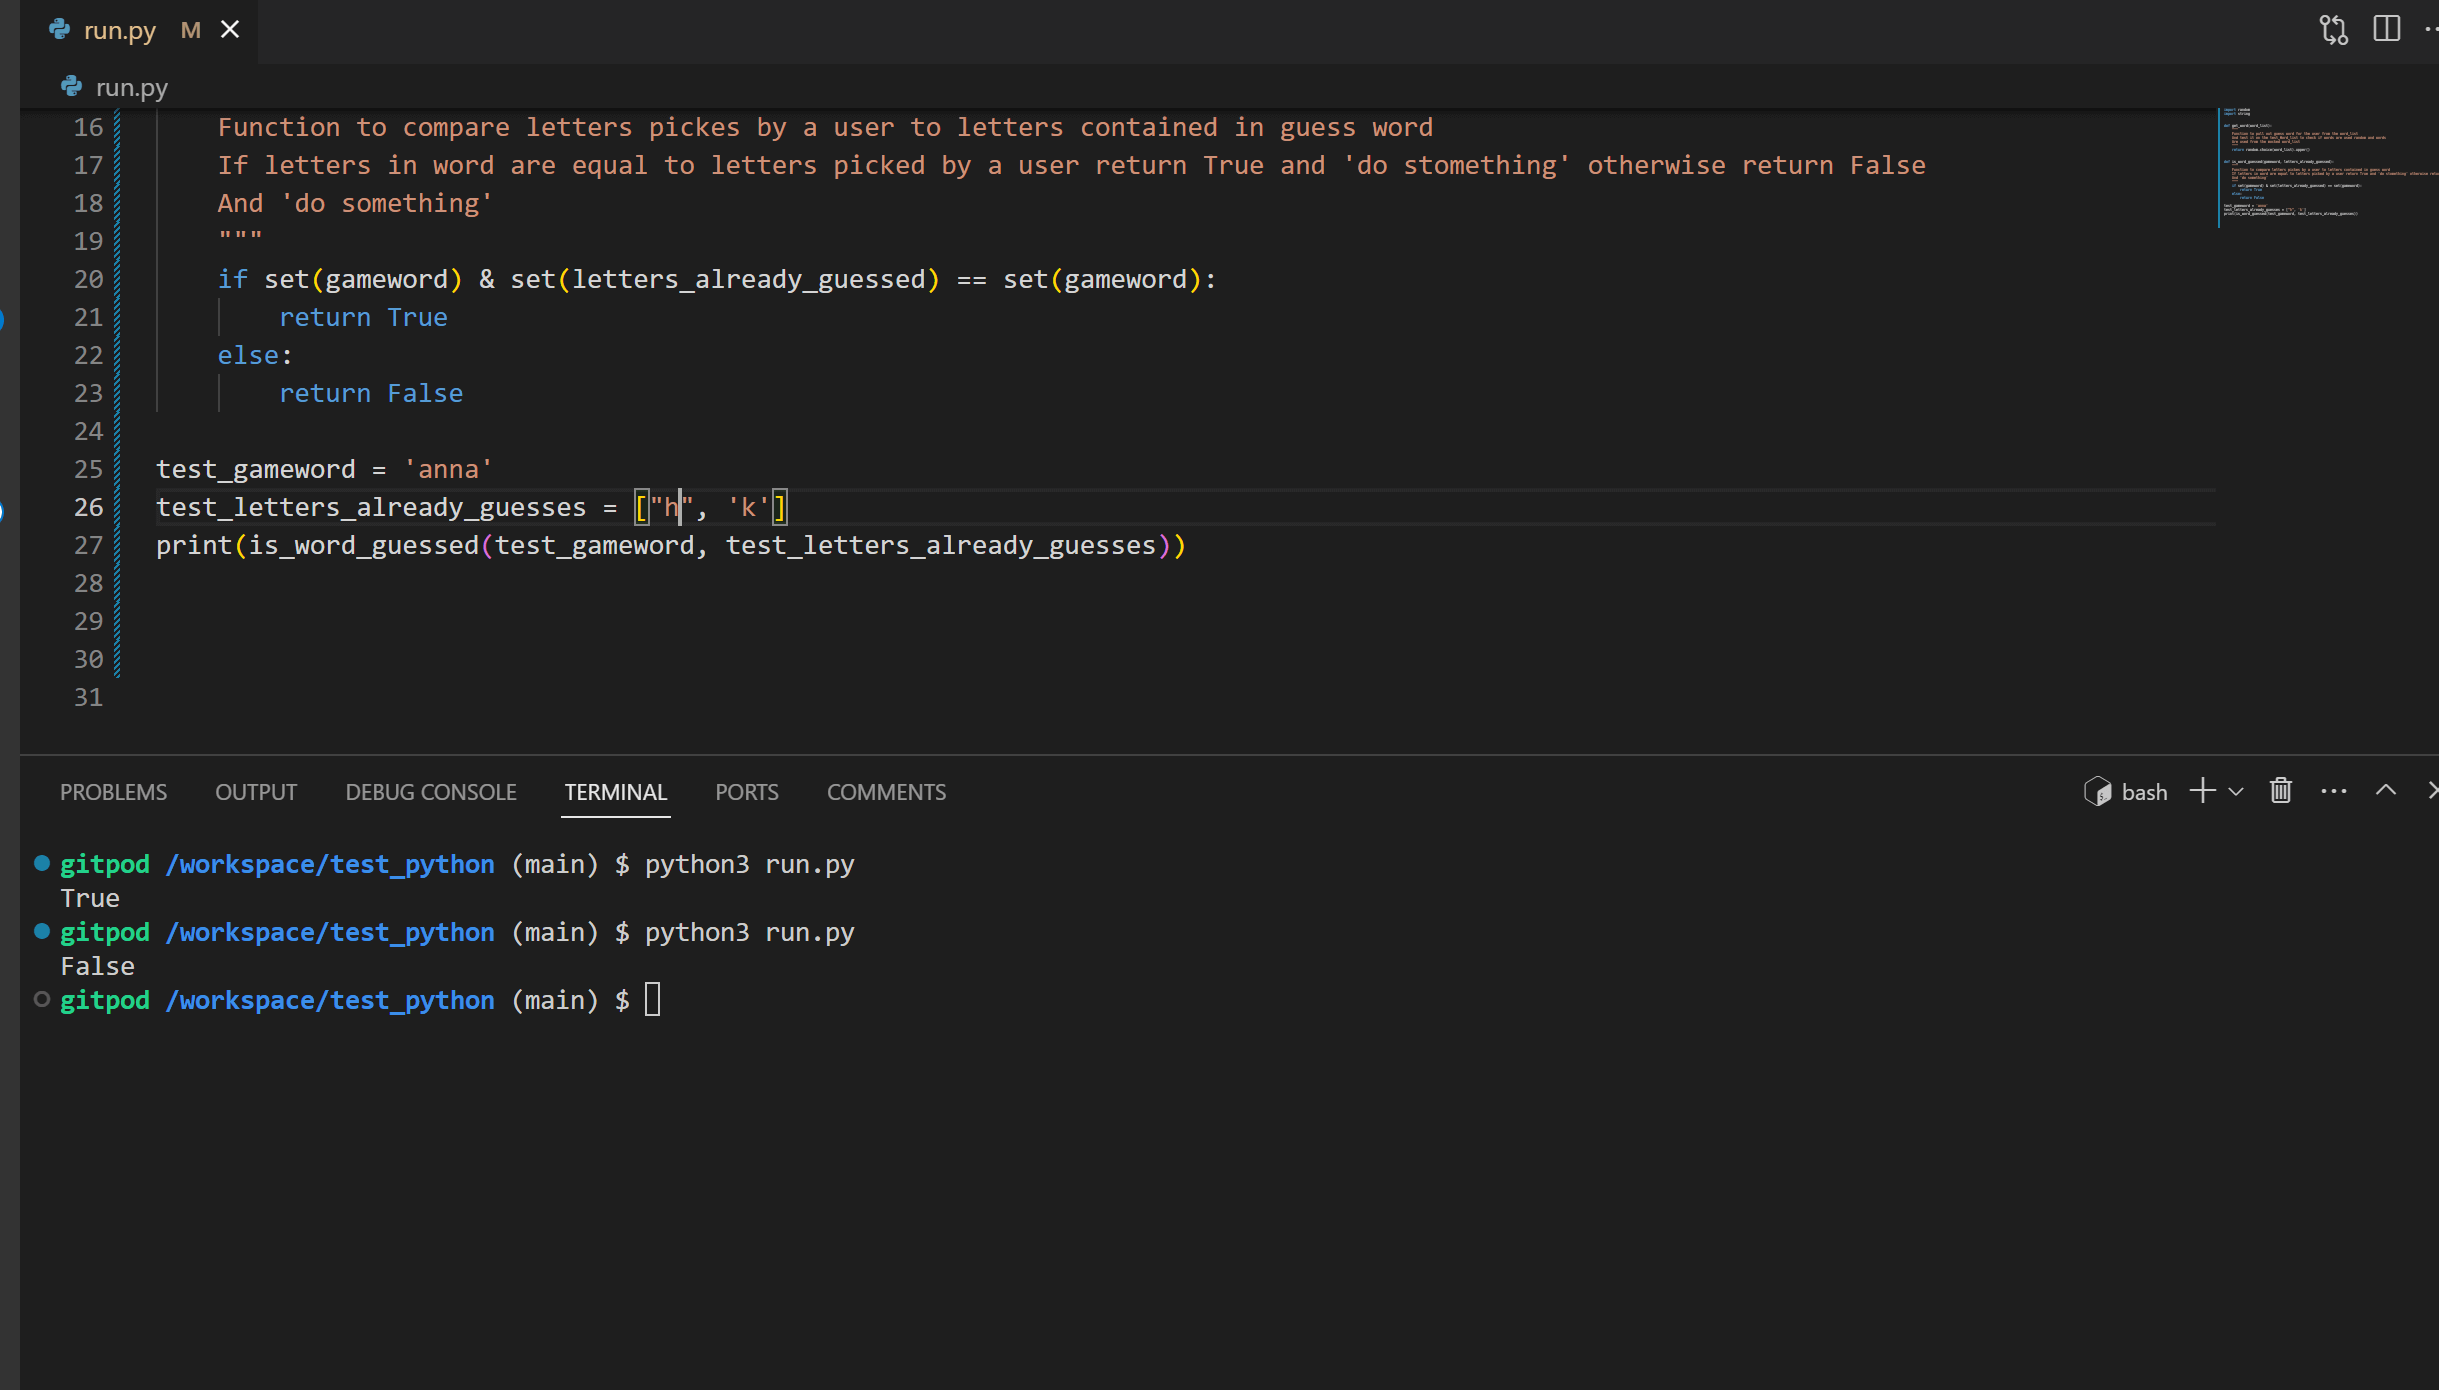 run.py M
run.py
16 Function to compare letters pickes by a user to letters contained in guess word
17 If letters in word are equal to letters picked by a user return True and 'do stomething' otherwise return False
18 And 'do something'
19 """
20 if set(gameword) & set(letters_already_guessed) == set(gameword):
21 return True
22 else:
23 return False
24
25 test_gameword = 'anna'
26 test_letters_already_guesses = ["h", 'k']
27 print(is_word_guessed(test_gameword, test_letters_already_guesses))
28
29
30
31
PROBLEMS OUTPUT DEBUG CONSOLE TERMINAL PORTS COMMENTS bash
gitpod /workspace/test_python (main) $ python3 run.py
True
gitpod /workspace/test_python (main) $ python3 run.py
False
gitpod /workspace/test_python (main) $